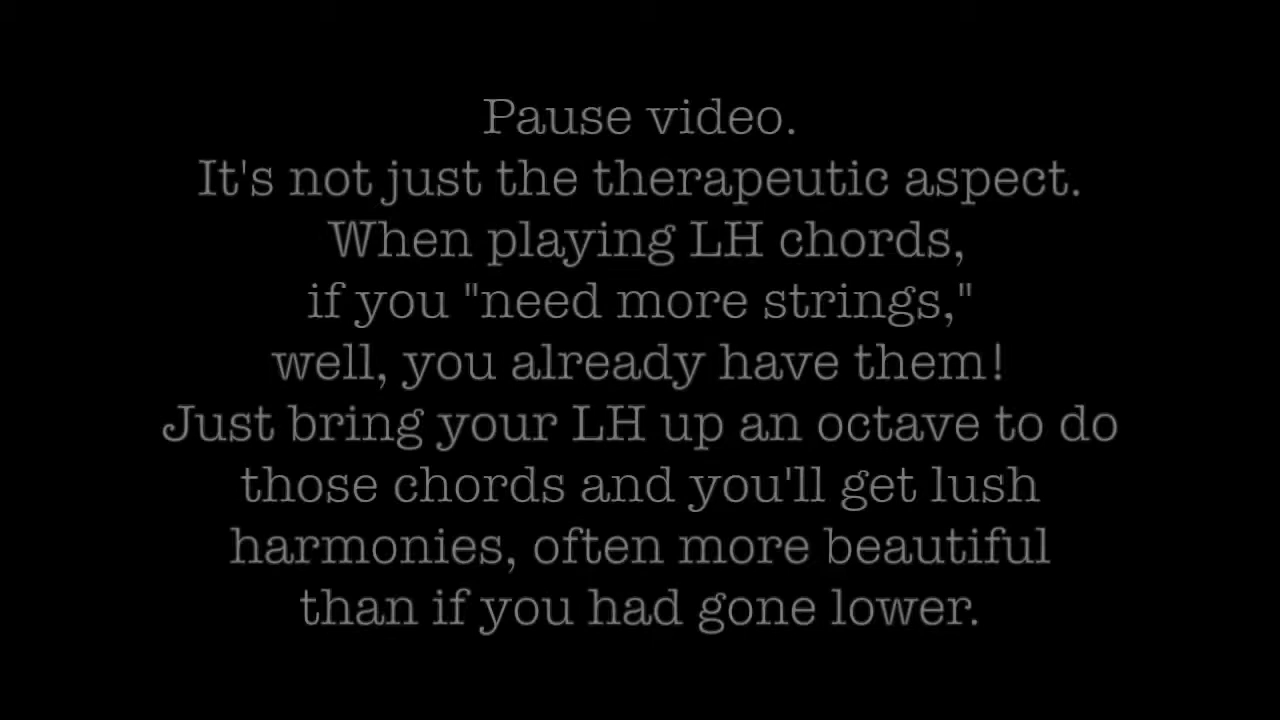 Pause video.
It's not just the therapeutic aspect.
When playing LH chords,
if you "need more strings,"
well, you already have them!
Just bring your LH up an octave to do
those chords and you'll get lush
harmonies, often more beautiful
than if you had gone lower.